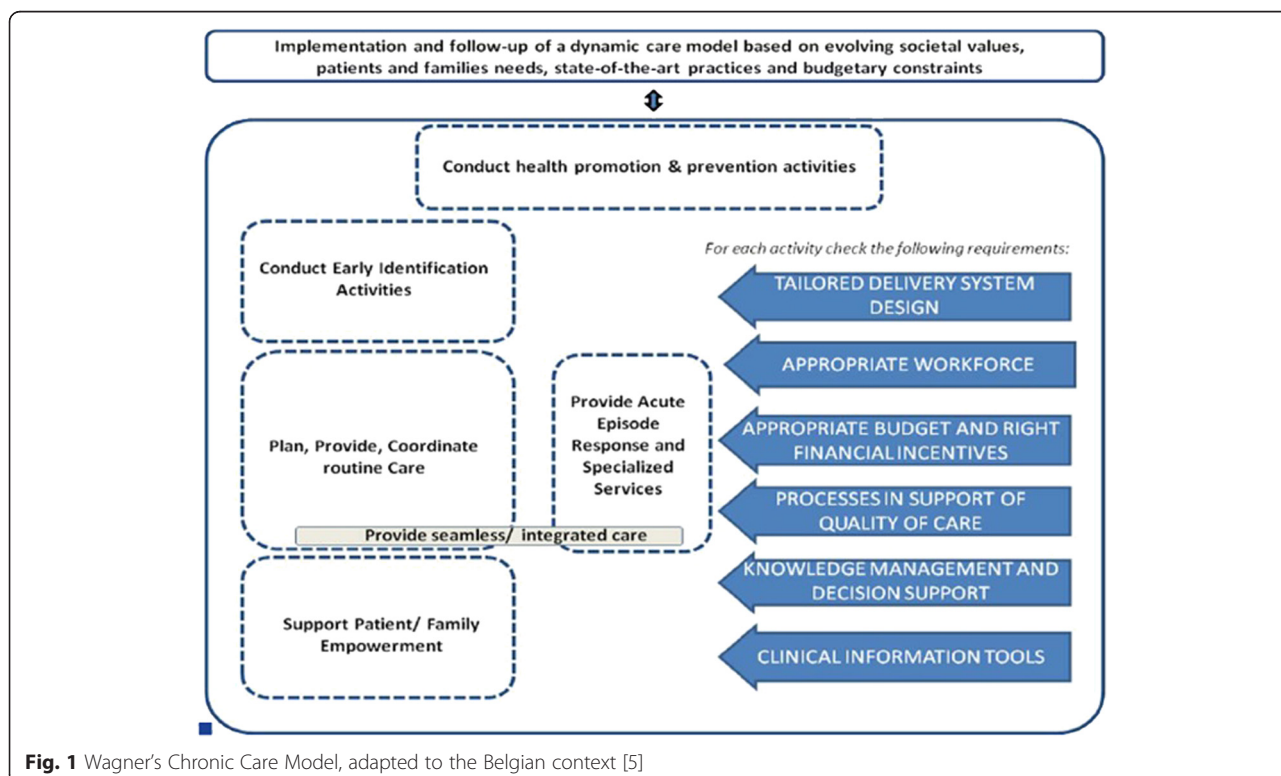 Implementation and follow-up of a dynamic care model based on evolving societal values,
patients and families needs, state-of-the-art practices and budgetary constraints
Conduct health promotion & prevention activities
Conduct Early Identification
Activities
For each activity check the following requirements:
TAILORED DELIVERY SYSTEM
DESIGN
APPROPRIATE WORKFORCE
Plan, Provide, Coordinate
routine Care
Provide Acute
Episode
Response and
Specialized
Services
APPROPRIATE BUDGET AND RIGHT
FINANCIAL INCENTIVES
PROCESSES IN SUPPORT OF
QUALITY OF CARE
Provide seamless/ integrated care
KNOWLEDGE MANAGEMENT AND
DECISION SUPPORT
Support Patient/ Family
Empowerment
CLINICAL INFORMATION TOOLS
Fig. 1 Wagner's Chronic Care Model, adapted to the Belgian context [5]